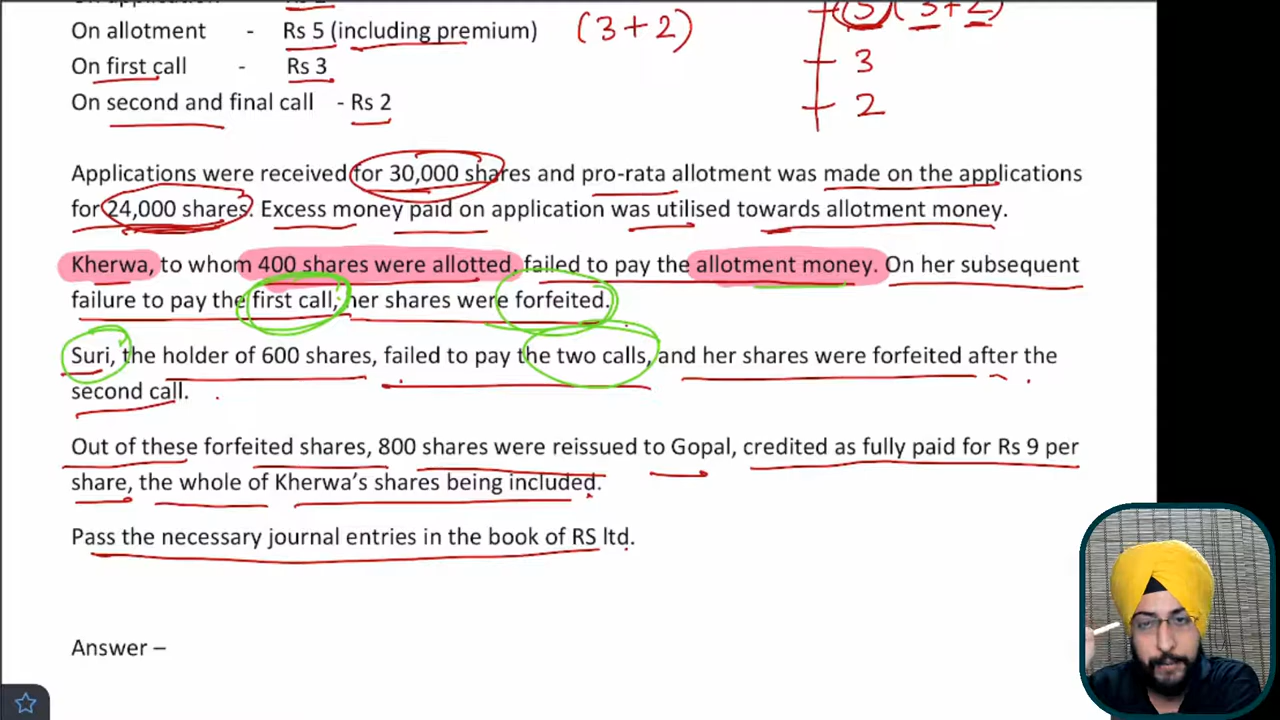 On allotment - Rs 5 (including premium) (3+2) 5 (3+2)
On first call - Rs 3 3
On second and final call - Rs 2 2
Applications were received for 30,000 shares and pro-rata allotment was made on the applications
for 24,000 shares. Excess money paid on application was utilised towards allotment money.
Kherwa, to whom 400 shares were allotted, failed to pay the allotment money. On her subsequent
failure to pay the first call, her shares were forfeited.
Suri, the holder of 600 shares, failed to pay the two calls, and her shares were forfeited after the
second call.
Out of these forfeited shares, 800 shares were reissued to Gopal, credited as fully paid for Rs 9 per
share, the whole of Kherwa's shares being included.
Pass the necessary journal entries in the book of RS ltd.
Answer –